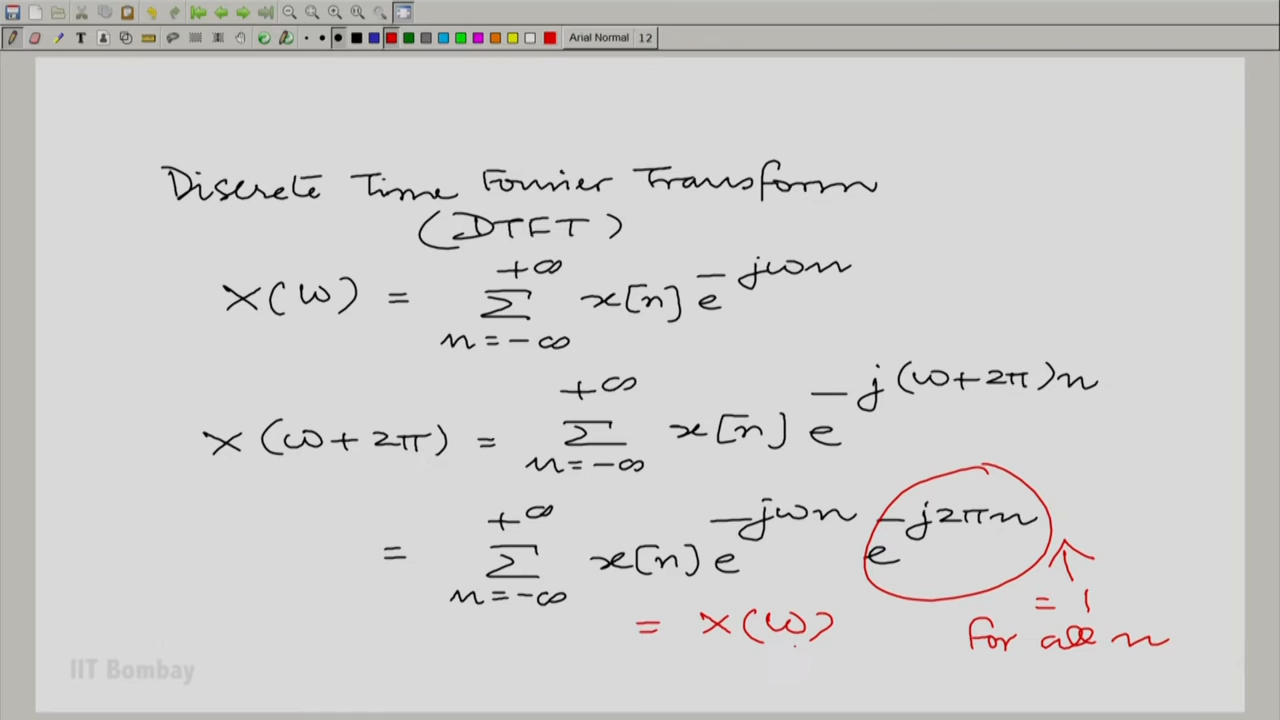 Arial Normal 12
Discrete Time Fourier Transform
(DTFT)
X(ω) = Σ_{n=-∞}^{+∞} x[n] e^{-jωn}
X(ω+2π) = Σ_{n=-∞}^{+∞} x[n] e^{-j(ω+2π)n}
= Σ_{n=-∞}^{+∞} x[n] e^{-jωn} e^{-j2πn}
= 1
for all n
= X(ω)
IIT Bombay